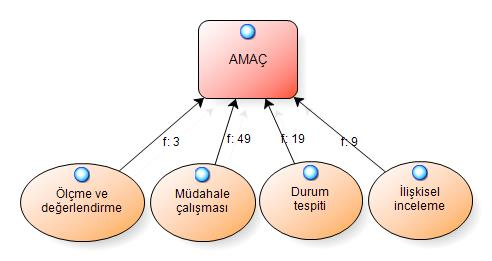 AMAÇ
f: 3
f: 49
f: 19
f: 9
Ölçme ve
değerlendirme
Müdahale
çalışması
Durum
tespiti
İlişkisel
inceleme